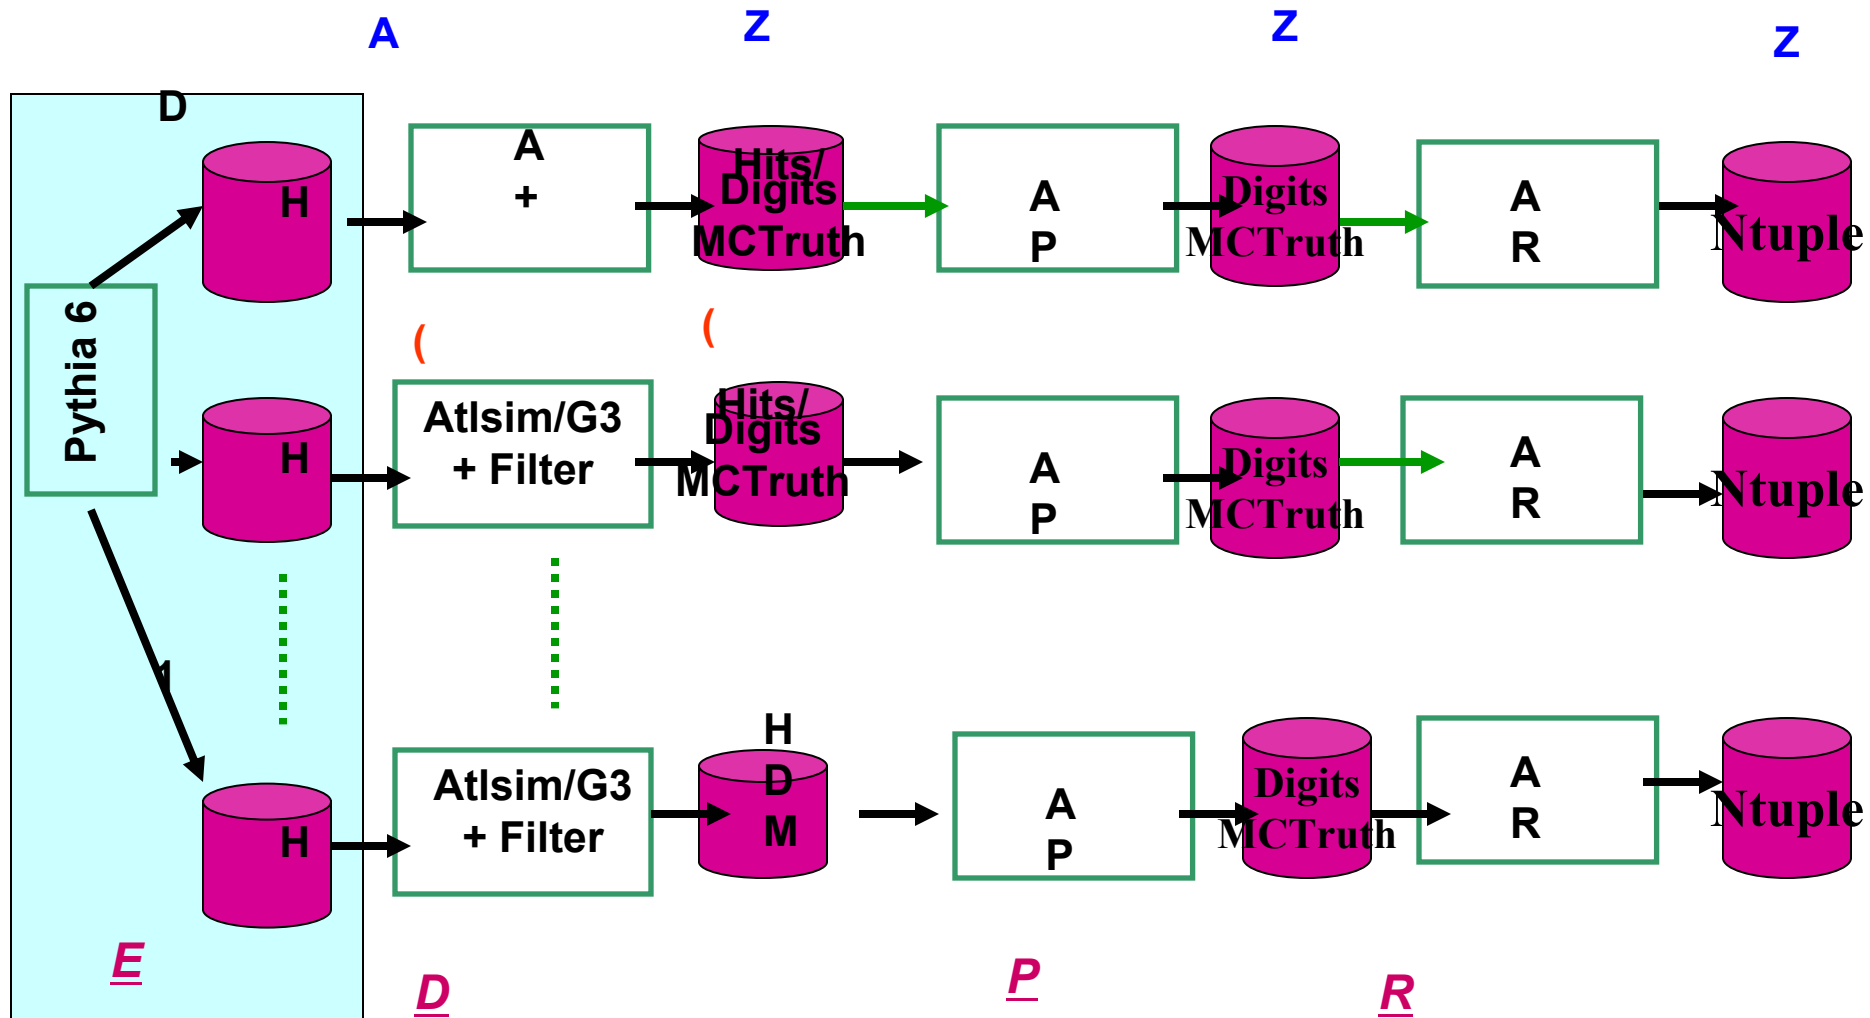 A
Z
Z
Z
D
H
A
+
Hits/
Digits
MCTruth
A
P
Digits
MCTruth
A
R
Ntuple
Pythia 6
(
(
H
Atlsim/G3
+ Filter
Hits/
Digits
MCTruth
A
P
Digits
MCTruth
A
R
Ntuple
1
H
Atlsim/G3
+ Filter
H
D
M
A
P
Digits
MCTruth
A
R
Ntuple
E
D
P
R